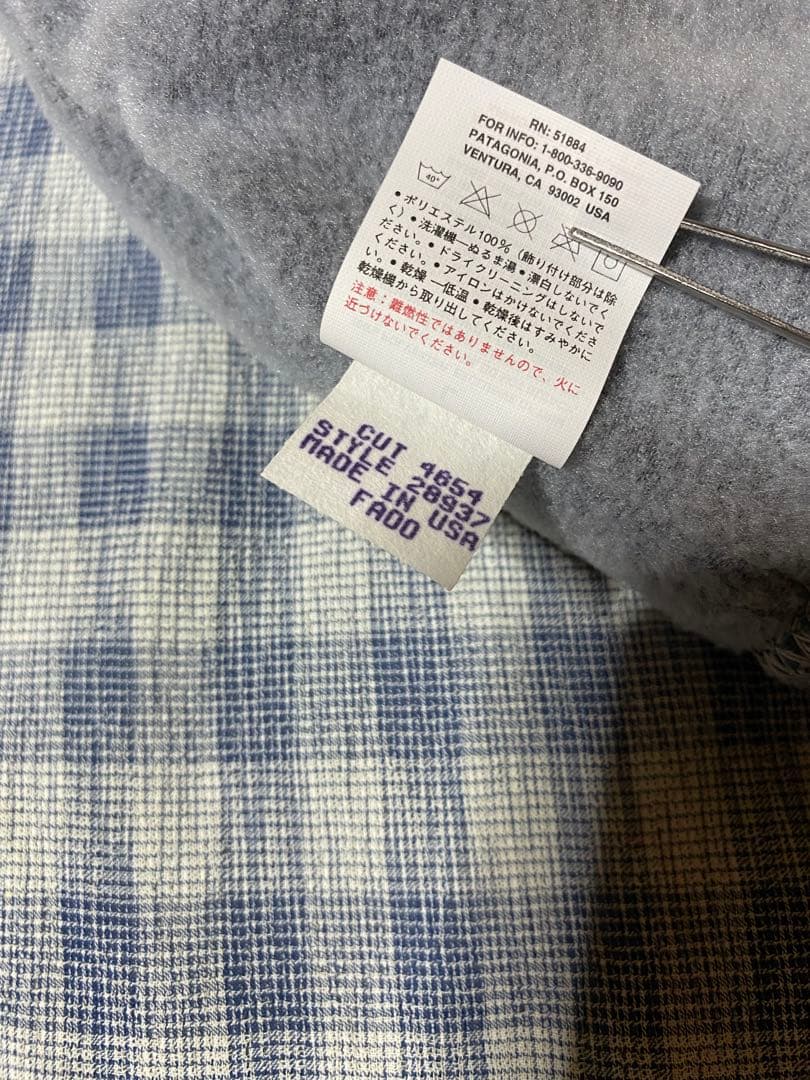 RN: 51884
FOR INFO: 1-800-336-9090
PATAGONIA, P.O. BOX 150
VENTURA, CA 93002 USA
40°
●ポリエステル100%（飾り付け部分は除
く）●洗濯機―ぬるま湯●漂白しないでく
ださい。●ドライクリーニングはしないで
ください。●アイロンはかけないでくださ
い。●乾燥―低温●乾燥後はすみやかに
乾燥機から取り出してください。
注意：難燃性ではありませんので、火に
近づけないでください。
CUT 4654
STYLE 28937
MADE IN USA
FADO